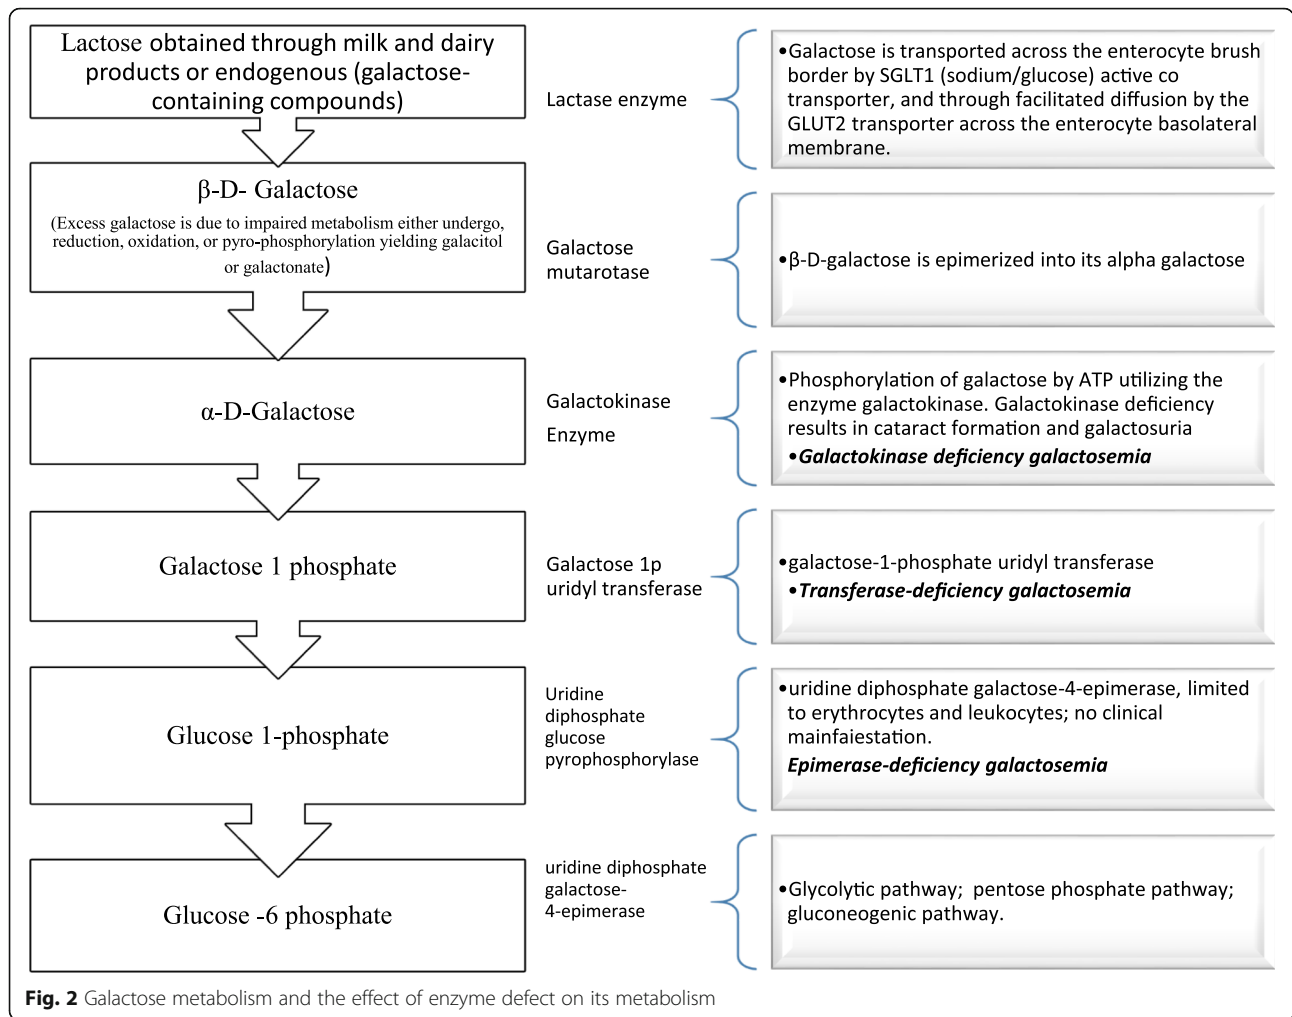 Lactose obtained through milk and dairy
products or endogenous (galactose-
containing compounds)
Lactase enzyme
•Galactose is transported across the enterocyte brush
border by SGLT1 (sodium/glucose) active co
transporter, and through facilitated diffusion by the
GLUT2 transporter across the enterocyte basolateral
membrane.
β-D- Galactose
(Excess galactose is due to impaired metabolism either undergo,
reduction, oxidation, or pyro-phosphorylation yielding galacitol
or galactonate)
Galactose
mutarotase
•β-D-galactose is epimerized into its alpha galactose
α-D-Galactose
Galactokinase
Enzyme
•Phosphorylation of galactose by ATP utilizing the
enzyme galactokinase. Galactokinase deficiency
results in cataract formation and galactosuria
•Galactokinase deficiency galactosemia
Galactose 1 phosphate
Galactose 1p
uridyl transferase
•galactose-1-phosphate uridyl transferase
•Transferase-deficiency galactosemia
Glucose 1-phosphate
Uridine
diphosphate
glucose
pyrophosphorylase
•uridine diphosphate galactose-4-epimerase, limited
to erythrocytes and leukocytes; no clinical
mainfaiestation.
Epimerase-deficiency galactosemia
Glucose -6 phosphate
uridine diphosphate
galactose-
4-epimerase
•Glycolytic pathway; pentose phosphate pathway;
gluconeogenic pathway.
Fig. 2 Galactose metabolism and the effect of enzyme defect on its metabolism